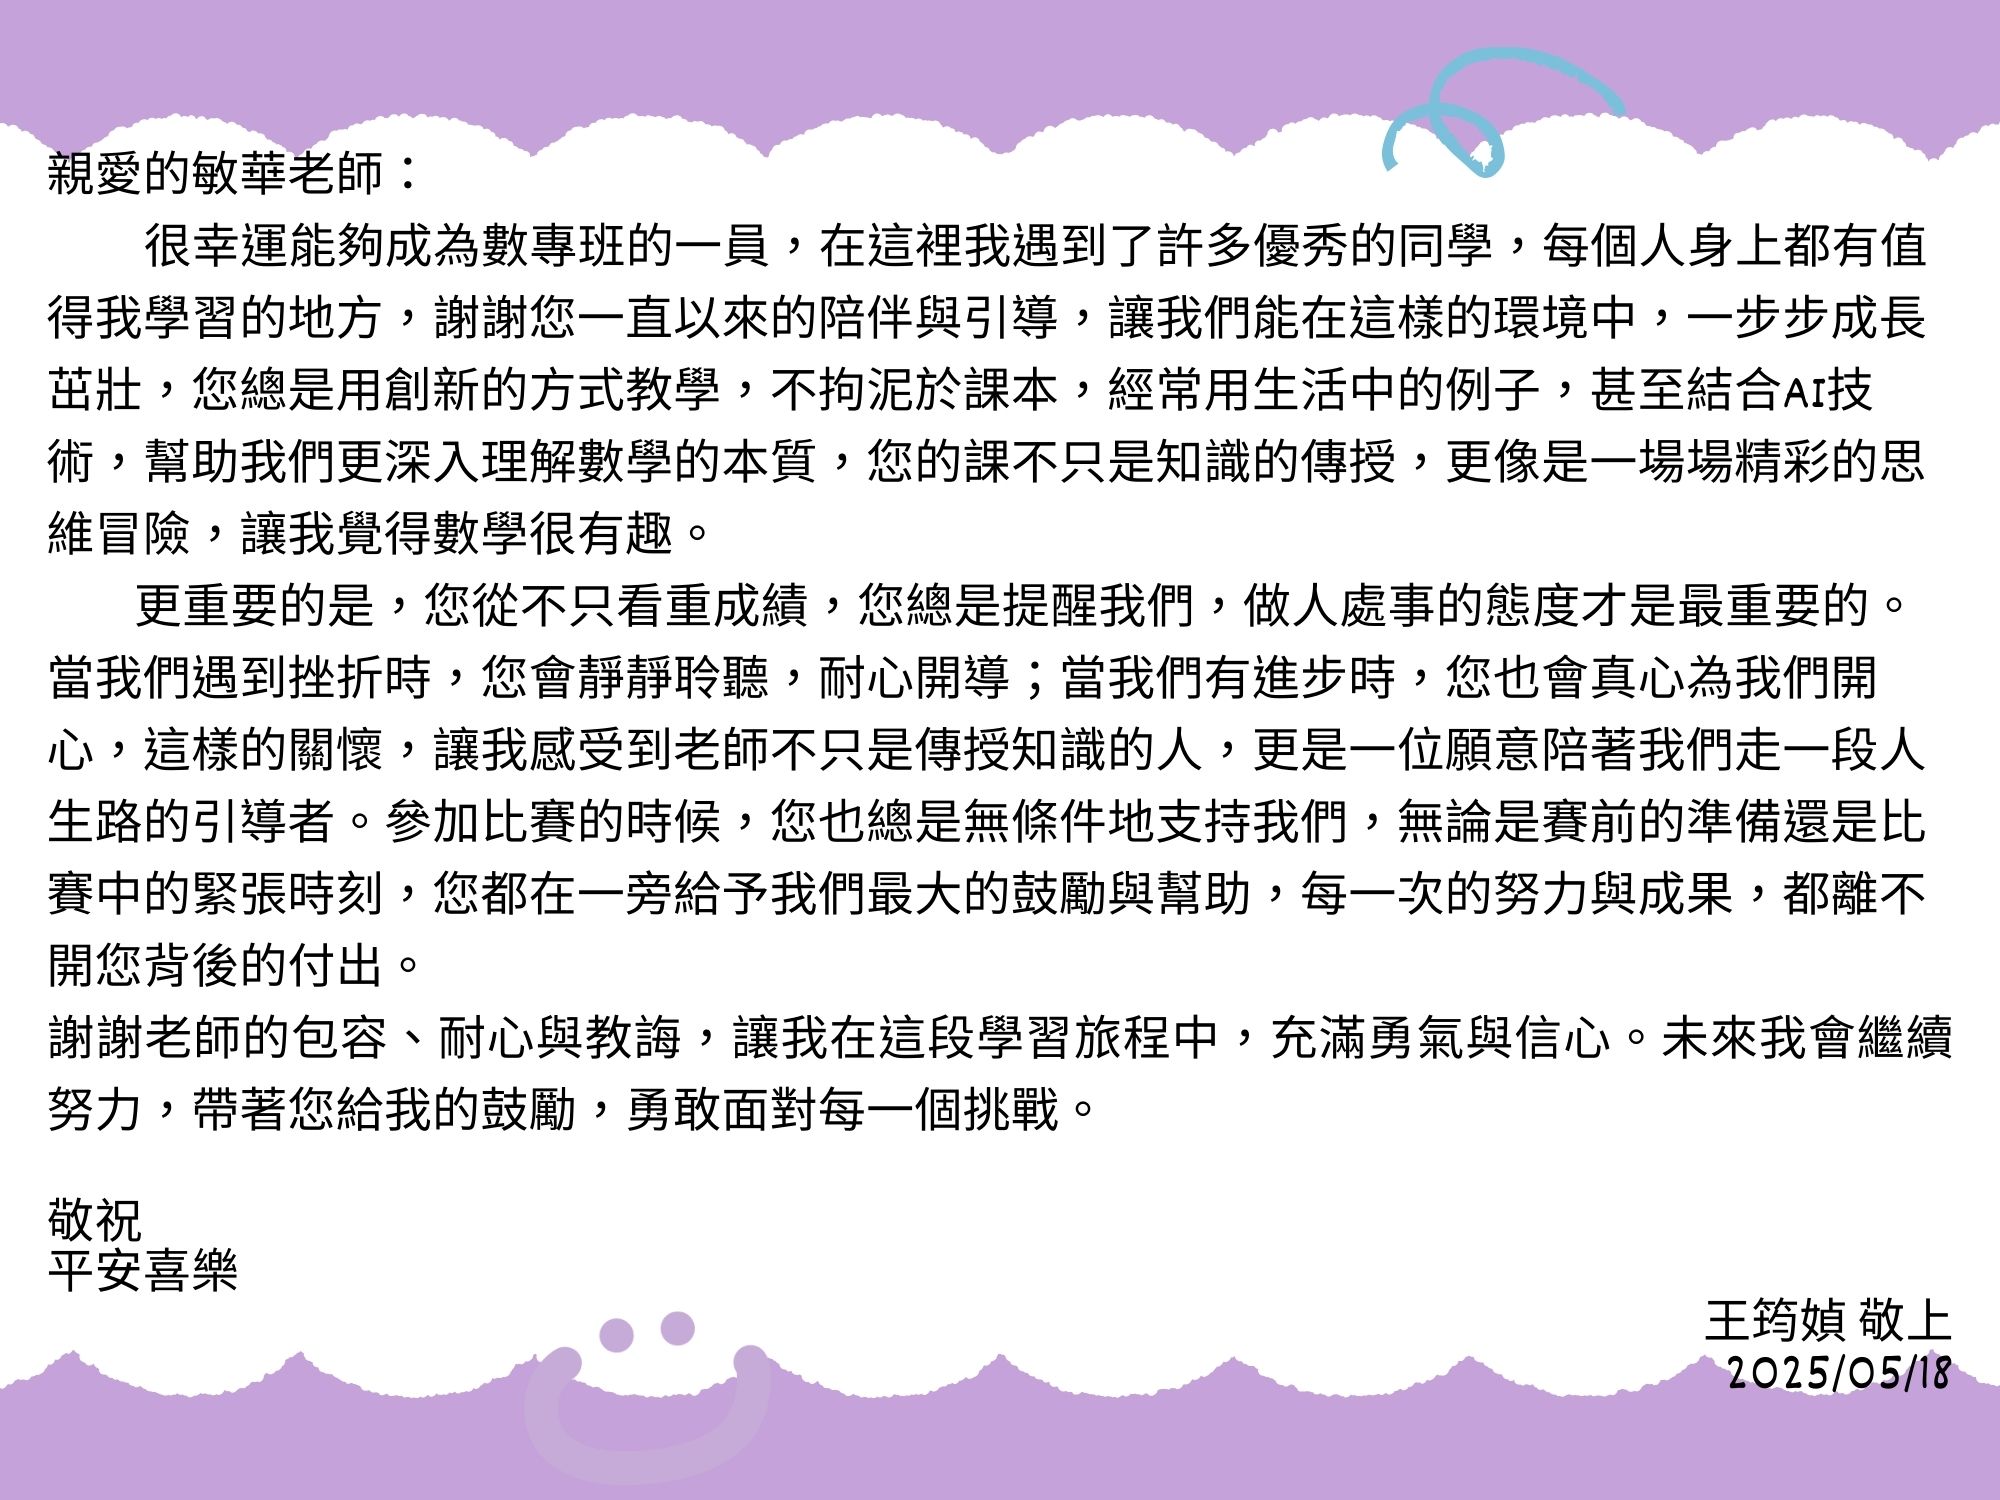 親愛的敏華老師：
很幸運能夠成為數專班的一員，在這裡我遇到了許多優秀的同學，每個人身上都有值
得我學習的地方，謝謝您一直以來的陪伴與引導，讓我們能在這樣的環境中，一步步成長
茁壯，您總是用創新的方式教學，不拘泥於課本，經常用生活中的例子，甚至結合AI技
術，幫助我們更深入理解數學的本質，您的課不只是知識的傳授，更像是一場場精彩的思
維冒險，讓我覺得數學很有趣。
更重要的是，您從不只看重成績，您總是提醒我們，做人處事的態度才是最重要的。
當我們遇到挫折時，您會靜靜聆聽，耐心開導；當我們有進步時，您也會真心為我們開
心，這樣的關懷，讓我感受到老師不只是傳授知識的人，更是一位願意陪著我們走一段人
生路的引導者。參加比賽的時候，您也總是無條件地支持我們，無論是賽前的準備還是比
賽中的緊張時刻，您都在一旁給予我們最大的鼓勵與幫助，每一次的努力與成果，都離不
開您背後的付出。
謝謝老師的包容、耐心與教誨，讓我在這段學習旅程中，充滿勇氣與信心。未來我會繼續
努力，帶著您給我的鼓勵，勇敢面對每一個挑戰。
敬祝
平安喜樂
王筠媜 敬上
2025/05/18